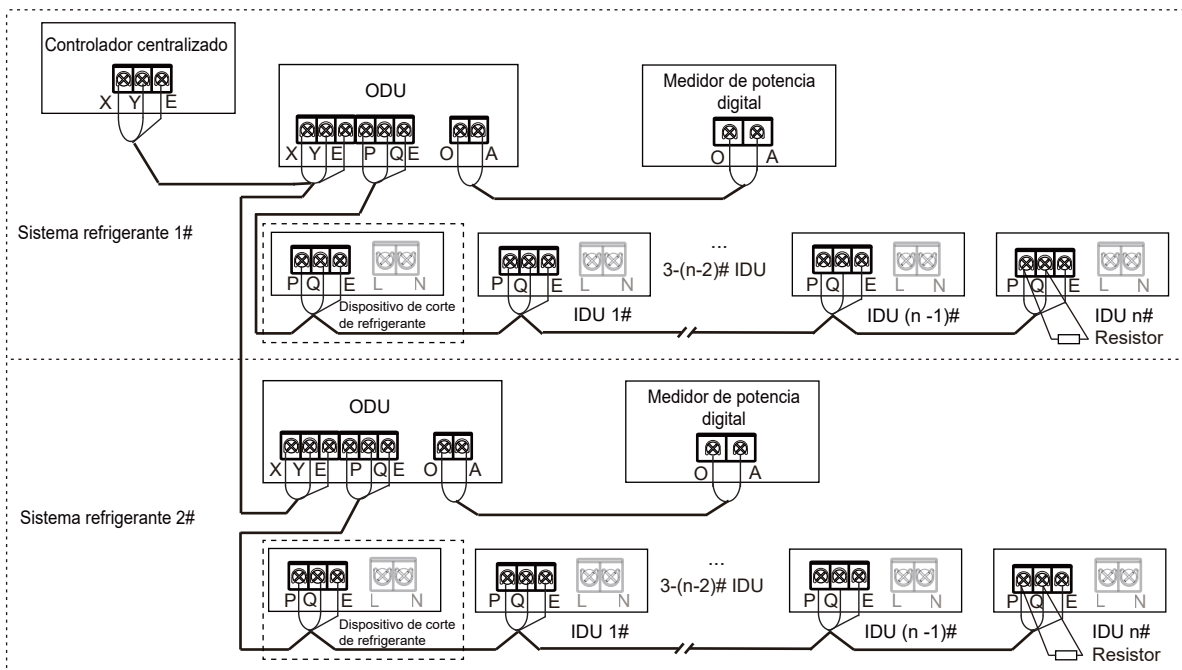 Controlador centralizado
X Y E
ODU
X Y E P Q E O A
Medidor de potencia
digital
O A
Sistema refrigerante 1#
P Q E L N
Dispositivo de corte
de refrigerante
P Q E L N
IDU 1#
...
3-(n-2)# IDU
P Q E L N
IDU (n -1)#
P Q E L N
IDU n#
Resistor
ODU
X Y E P Q E O A
Medidor de potencia
digital
O A
Sistema refrigerante 2#
P Q E L N
Dispositivo de corte
de refrigerante
P Q E L N
IDU 1#
...
3-(n-2)# IDU
P Q E L N
IDU (n -1)#
P Q E L N
IDU n#
Resistor